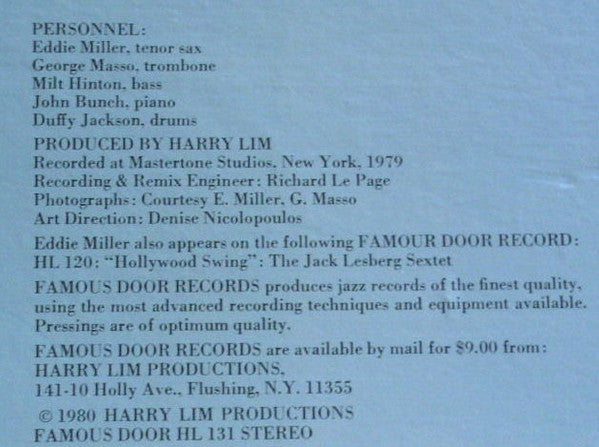 PERSONNEL:
Eddie Miller, tenor sax
George Masso, trombone
Milt Hinton, bass
John Bunch, piano
Duffy Jackson, drums
PRODUCED BY HARRY LIM
Recorded at Mastertone Studios, New York, 1979
Recording & Remix Engineer: Richard Le Page
Photographs: Courtesy E. Miller, G. Masso
Art Direction: Denise Nicolopoulos
Eddie Miller also appears on the following FAMOUR DOOR RECORD:
HL 120: "Hollywood Swing": The Jack Lesberg Sextet
FAMOUS DOOR RECORDS produces jazz records of the finest quality,
using the most advanced recording techniques and equipment available.
Pressings are of optimum quality.
FAMOUS DOOR RECORDS are available by mail for $9.00 from:
HARRY LIM PRODUCTIONS,
141-10 Holly Ave., Flushing, N.Y. 11355
© 1980 HARRY LIM PRODUCTIONS
FAMOUS DOOR HL 131 STEREO